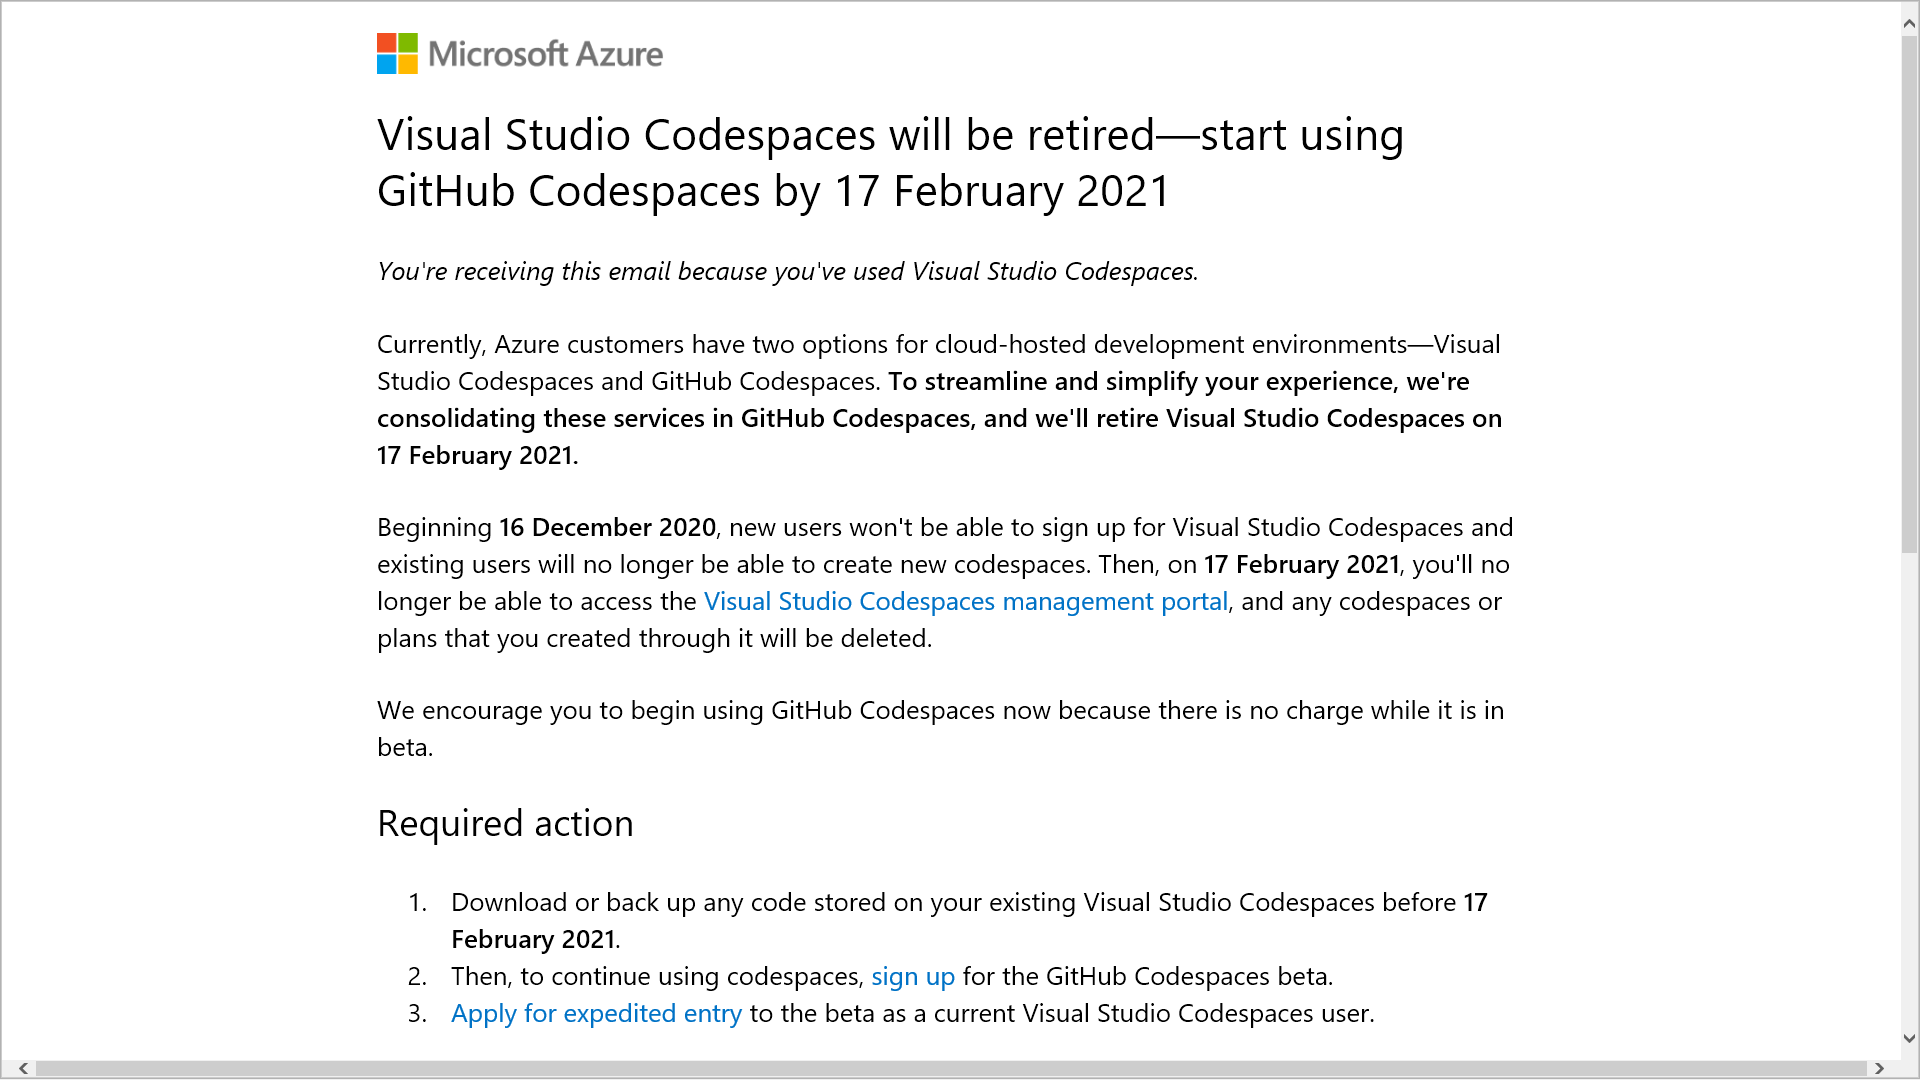 Microsoft Azure
Visual Studio Codespaces will be retired—start using
GitHub Codespaces by 17 February 2021
You're receiving this email because you've used Visual Studio Codespaces.
Currently, Azure customers have two options for cloud-hosted development environments—Visual
Studio Codespaces and GitHub Codespaces. To streamline and simplify your experience, we're
consolidating these services in GitHub Codespaces, and we'll retire Visual Studio Codespaces on
17 February 2021.
Beginning 16 December 2020, new users won't be able to sign up for Visual Studio Codespaces and
existing users will no longer be able to create new codespaces. Then, on 17 February 2021, you'll no
longer be able to access the Visual Studio Codespaces management portal, and any codespaces or
plans that you created through it will be deleted.
We encourage you to begin using GitHub Codespaces now because there is no charge while it is in
beta.
Required action
1. Download or back up any code stored on your existing Visual Studio Codespaces before 17
February 2021.
2. Then, to continue using codespaces, sign up for the GitHub Codespaces beta.
3. Apply for expedited entry to the beta as a current Visual Studio Codespaces user.